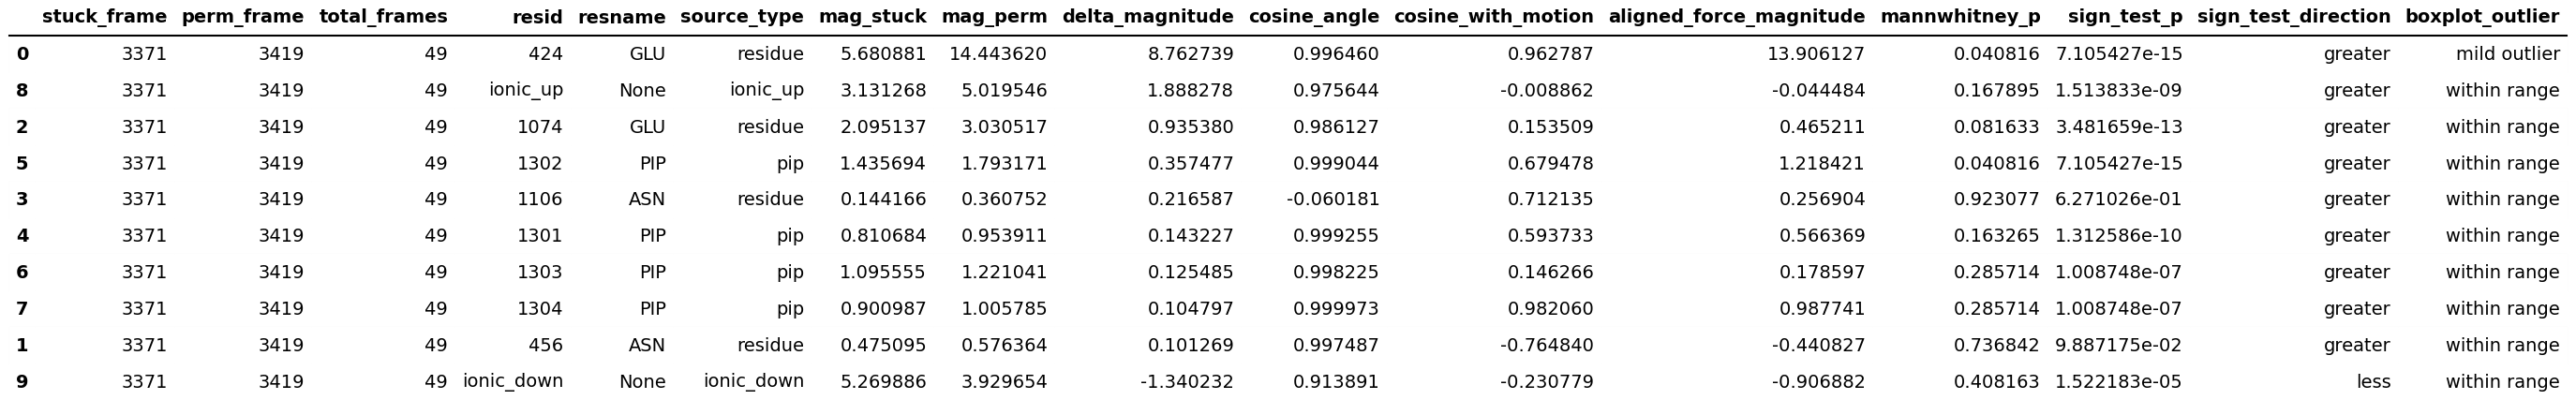 stuck_frame perm_frame total_frames resid resname source_type mag_stuck mag_perm delta_magnitude cosine_angle cosine_with_motion aligned_force_magnitude mannwhitney_p sign_test_p sign_test_direction boxplot_outlier
0 3371 3419 49 424 GLU residue 5.680881 14.443620 8.762739 0.996460 0.962787 13.906127 0.040816 7.105427e-15 greater mild outlier
8 3371 3419 49 ionic_up None ionic_up 3.131268 5.019546 1.888278 0.975644 -0.008862 -0.044484 0.167895 1.513833e-09 greater within range
2 3371 3419 49 1074 GLU residue 2.095137 3.030517 0.935380 0.986127 0.153509 0.465211 0.081633 3.481659e-13 greater within range
5 3371 3419 49 1302 PIP pip 1.435694 1.793171 0.357477 0.999044 0.679478 1.218421 0.040816 7.105427e-15 greater within range
3 3371 3419 49 1106 ASN residue 0.144166 0.360752 0.216587 -0.060181 0.712135 0.256904 0.923077 6.271026e-01 greater within range
4 3371 3419 49 1301 PIP pip 0.810684 0.953911 0.143227 0.999255 0.593733 0.566369 0.163265 1.312586e-10 greater within range
6 3371 3419 49 1303 PIP pip 1.095555 1.221041 0.125485 0.998225 0.146266 0.178597 0.285714 1.008748e-07 greater within range
7 3371 3419 49 1304 PIP pip 0.900987 1.005785 0.104797 0.999973 0.982060 0.987741 0.285714 1.008748e-07 greater within range
1 3371 3419 49 456 ASN residue 0.475095 0.576364 0.101269 0.997487 -0.764840 -0.440827 0.736842 9.887175e-02 greater within range
9 3371 3419 49 ionic_down None ionic_down 5.269886 3.929654 -1.340232 0.913891 -0.230779 -0.906882 0.408163 1.522183e-05 less within range